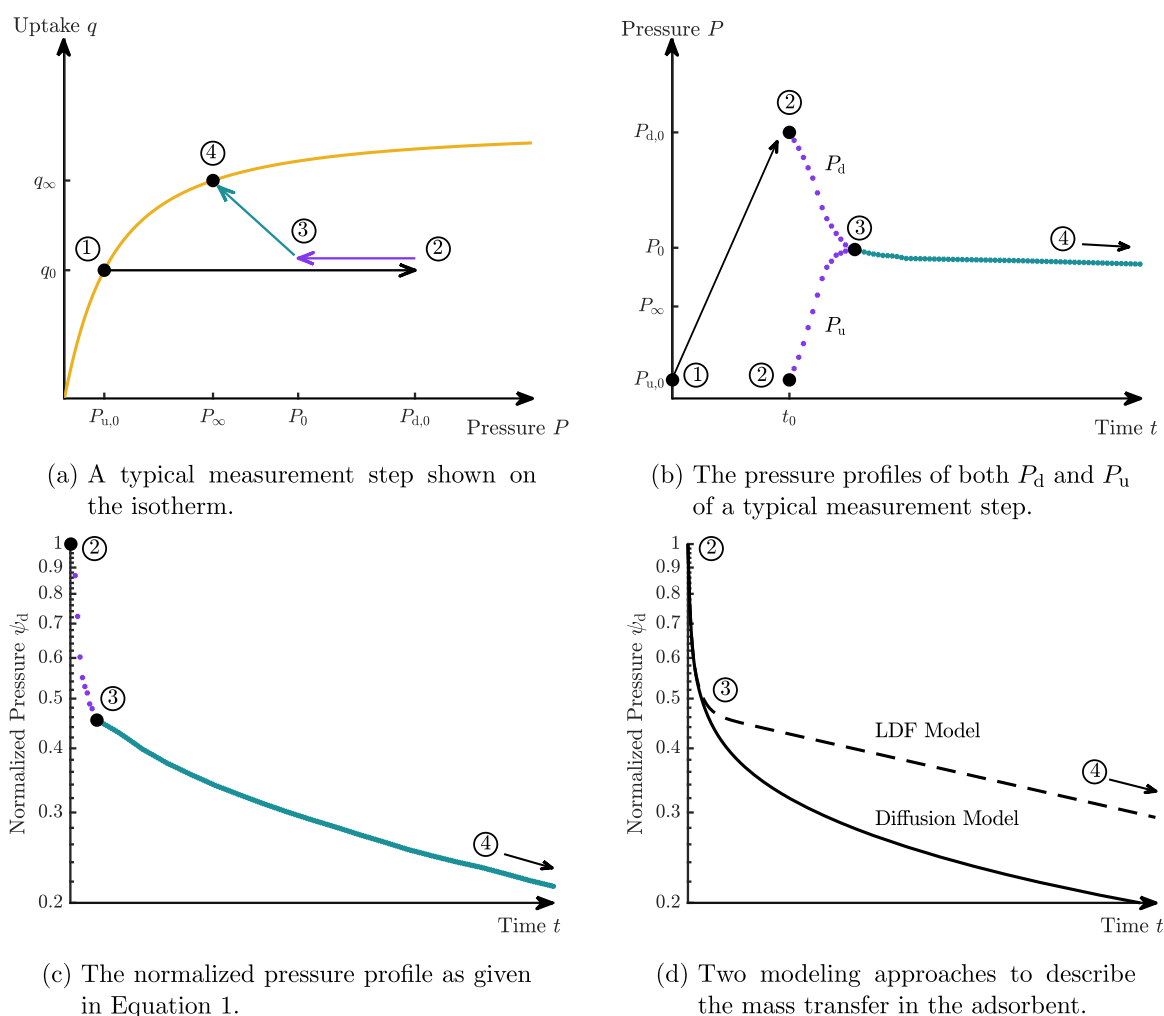 Uptake q
④
q∞
③
①
②
q₀
Pu,0
P∞
P₀
Pd,0
Pressure P
(a) A typical measurement step shown on
the isotherm.
Pressure P
②
Pd,0
Pd
③
④
P₀
P∞
Pu
Pu,0
①
②
t₀
Time t
(b) The pressure profiles of both Pd and Pu
of a typical measurement step.
Normalized Pressure ψd
1
0.9
0.8
0.7
0.6
0.5
0.4
0.3
0.2
②
③
④
Time t
(c) The normalized pressure profile as given
in Equation 1.
Normalized Pressure ψd
1
0.9
0.8
0.7
0.6
0.5
0.4
0.3
0.2
②
③
LDF Model
④
Diffusion Model
Time t
(d) Two modeling approaches to describe
the mass transfer in the adsorbent.